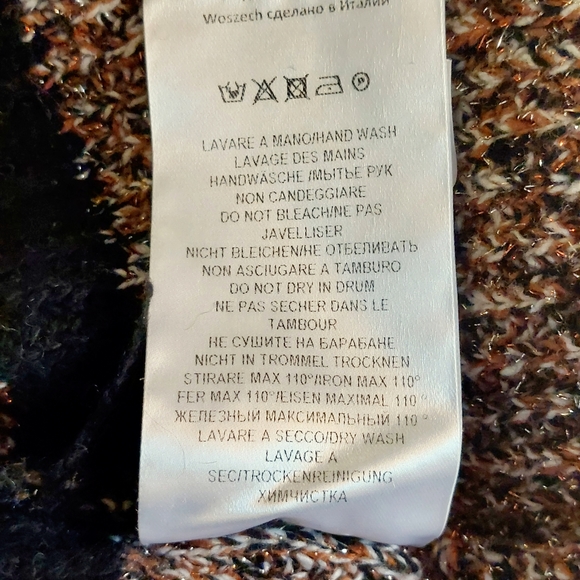 Woszech сделано в Италии
LAVARE A MANO/HAND WASH
LAVAGE DES MAINS
HANDWASCHE /МЫТЬЕ РУК
NON CANDEGGIARE
DO NOT BLEACH/NE PAS
JAVELLISER
NICHT BLEICHEN/НЕ ОТБЕЛИВАТЬ
NON ASCIUGARE A TAMBURO
DO NOT DRY IN DRUM
NE PAS SECHER DANS LE
TAMBOUR
НЕ СУШИТЕ НА БАРАБАНЕ
NICHT IN TROMMEL TROCKNEN
STIRARE MAX 110°/IRON MAX 110°
FER MAX 110°/EISEN MAXIMAL 110 °
ЖЕЛЕЗНЫЙ МАКСИМАЛЬНЫЙ 110 °
LAVARE A SECCO/DRY WASH
LAVAGE A
SEC/TROCKENREINIGUNG
ХИМЧИСТКА